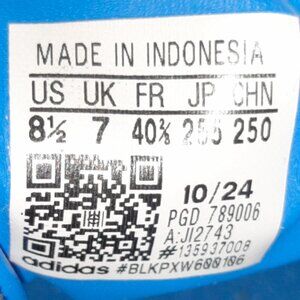 MADE IN INDONESIA
US UK FR JP CHN
8½ 7 40⅔ 255 250
10/24
PGD 789006
A:JI2743
#135937008
adidas #BLKPXW600106